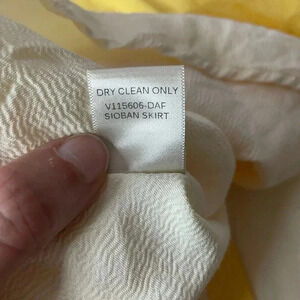 DRY CLEAN ONLY
V115606-DAF
SIOBAN SKIRT